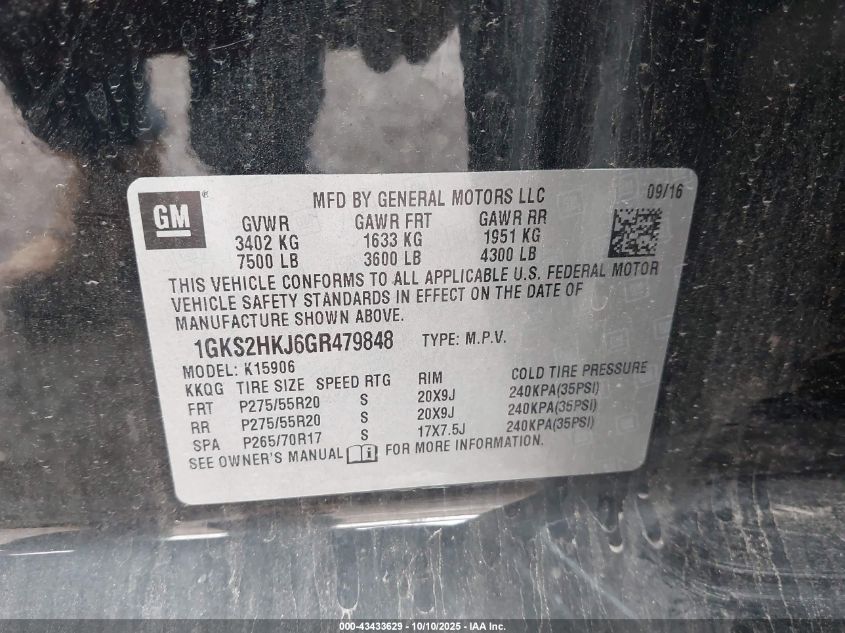 GM ®
MFD BY GENERAL MOTORS LLC
09/16
GVWR GAWR FRT GAWR RR
3402 KG 1633 KG 1951 KG
7500 LB 3600 LB 4300 LB
THIS VEHICLE CONFORMS TO ALL APPLICABLE U.S. FEDERAL MOTOR
VEHICLE SAFETY STANDARDS IN EFFECT ON THE DATE OF
MANUFACTURE SHOWN ABOVE.
1GKS2HKJ6GR479848 TYPE: M.P.V.
MODEL: K15906
KKQG TIRE SIZE SPEED RTG RIM COLD TIRE PRESSURE
FRT P275/55R20 S 20X9J 240KPA(35PSI)
RR P275/55R20 S 20X9J 240KPA(35PSI)
SPA P265/70R17 S 17X7.5J 240KPA(35PSI)
SEE OWNER'S MANUAL i FOR MORE INFORMATION.
000-43433629 - 10/10/2025 - IAA Inc.